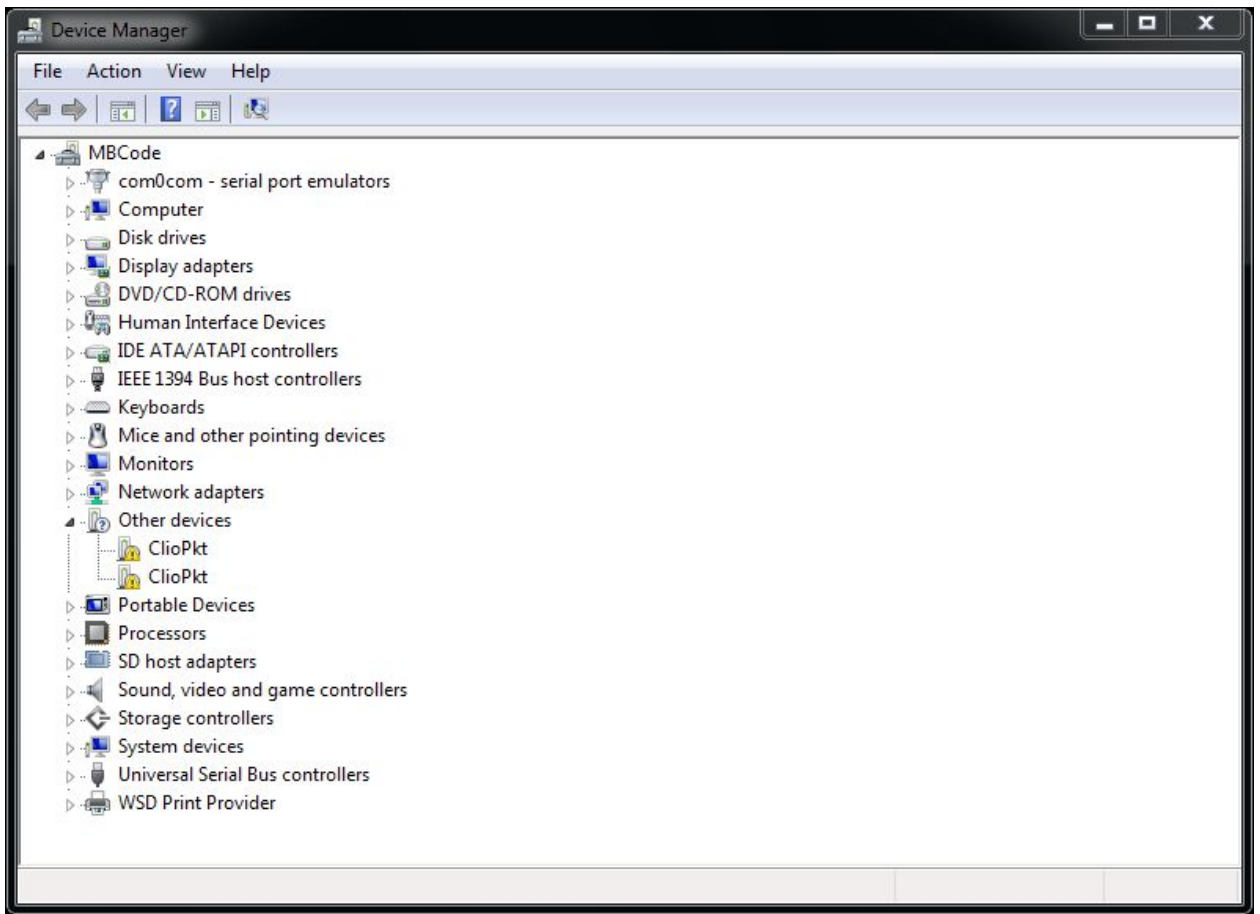 Device Manager
File Action View Help
MBCode
com0com - serial port emulators
Computer
Disk drives
Display adapters
DVD/CD-ROM drives
Human Interface Devices
IDE ATA/ATAPI controllers
IEEE 1394 Bus host controllers
Keyboards
Mice and other pointing devices
Monitors
Network adapters
Other devices
ClioPkt
ClioPkt
Portable Devices
Processors
SD host adapters
Sound, video and game controllers
Storage controllers
System devices
Universal Serial Bus controllers
WSD Print Provider